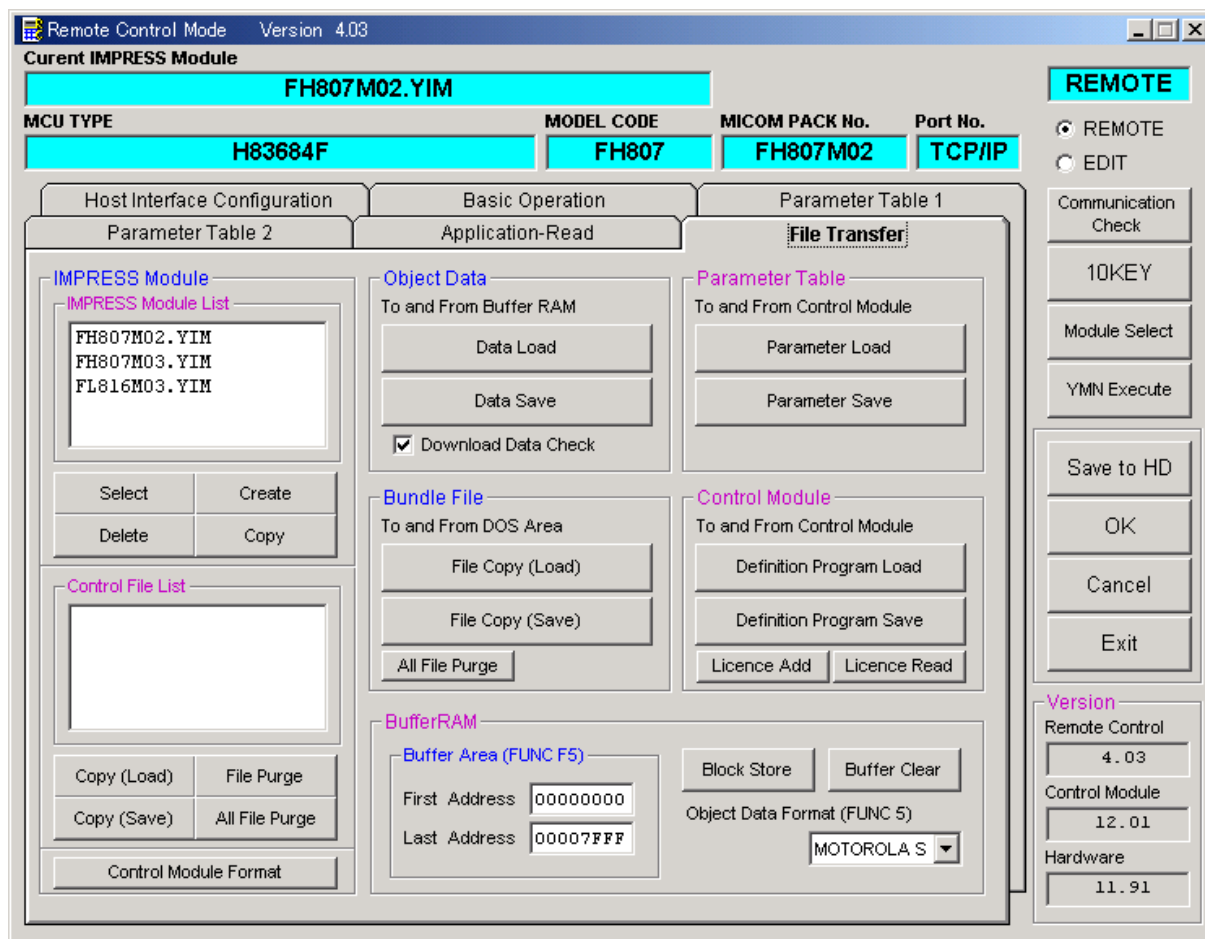 Remote Control Mode Version 4.03
Curent IMPRESS Module
FH807M02.YIM
REMOTE
MCU TYPE
MODEL CODE
MICOM PACK No.
Port No.
H83684F
FH807
FH807M02
TCP/IP
REMOTE
EDIT
Host Interface Configuration
Basic Operation
Parameter Table 1
Parameter Table 2
Application-Read
File Transfer
Communication
Check
10KEY
Module Select
YMN Execute
IMPRESS Module
IMPRESS Module List
FH807M02.YIM
FH807M03.YIM
FL816M03.YIM
Select
Create
Delete
Copy
Control File List
Copy (Load)
File Purge
Copy (Save)
All File Purge
Control Module Format
Object Data
To and From Buffer RAM
Data Load
Data Save
Download Data Check
Parameter Table
To and From Control Module
Parameter Load
Parameter Save
Bundle File
To and From DOS Area
File Copy (Load)
File Copy (Save)
All File Purge
Control Module
To and From Control Module
Definition Program Load
Definition Program Save
Licence Add
Licence Read
BufferRAM
Buffer Area (FUNC F5)
First Address 00000000
Last Address 00007FFF
Block Store
Buffer Clear
Object Data Format (FUNC 5)
MOTOROLA S
Save to HD
OK
Cancel
Exit
Version
Remote Control
4.03
Control Module
12.01
Hardware
11.91